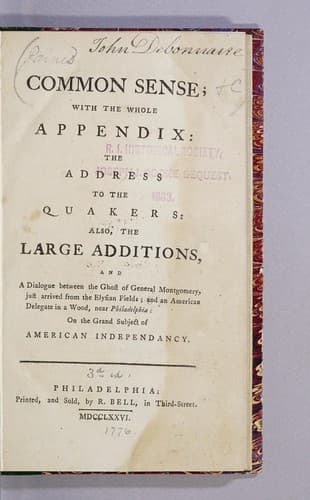 John Debonnaire
(Paine)
COMMON SENSE;
WITH THE WHOLE
APPENDIX:
THE
ADDRESS
TO THE
QUAKERS:
ALSO, THE
LARGE ADDITIONS,
AND
A Dialogue between the Ghost of General Montgomery,
just arrived from the Elysian Fields; and an American
Delegate in a Wood, near Philadelphia:
On the Grand Subject of
AMERICAN INDEPENDANCY.
3d ed.
PHILADELPHIA:
Printed, and Sold, by R. BELL, in Third-Street.
MDCCLXXVI.
1776.
R. I. HISTORICAL SOCIETY.
BEQUEST.